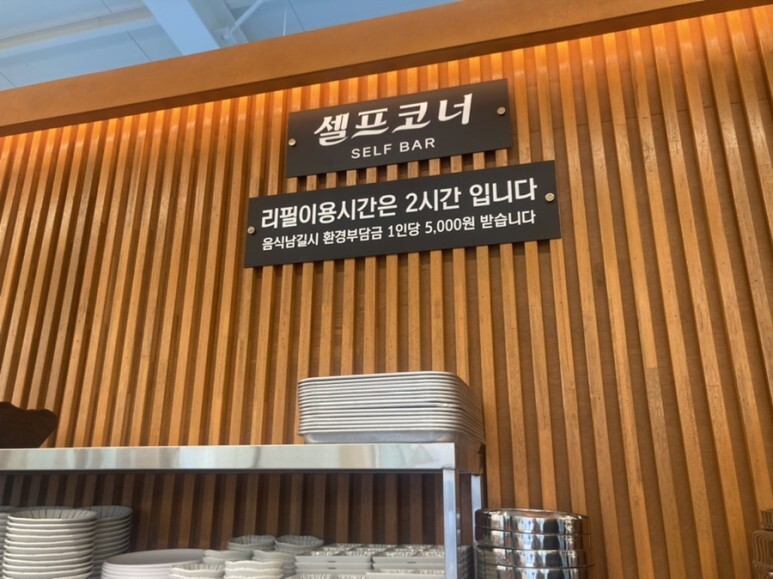 셀프코너
SELF BAR
리필이용시간은 2시간 입니다
음식남길시 환경부담금 1인당 5,000원 받습니다